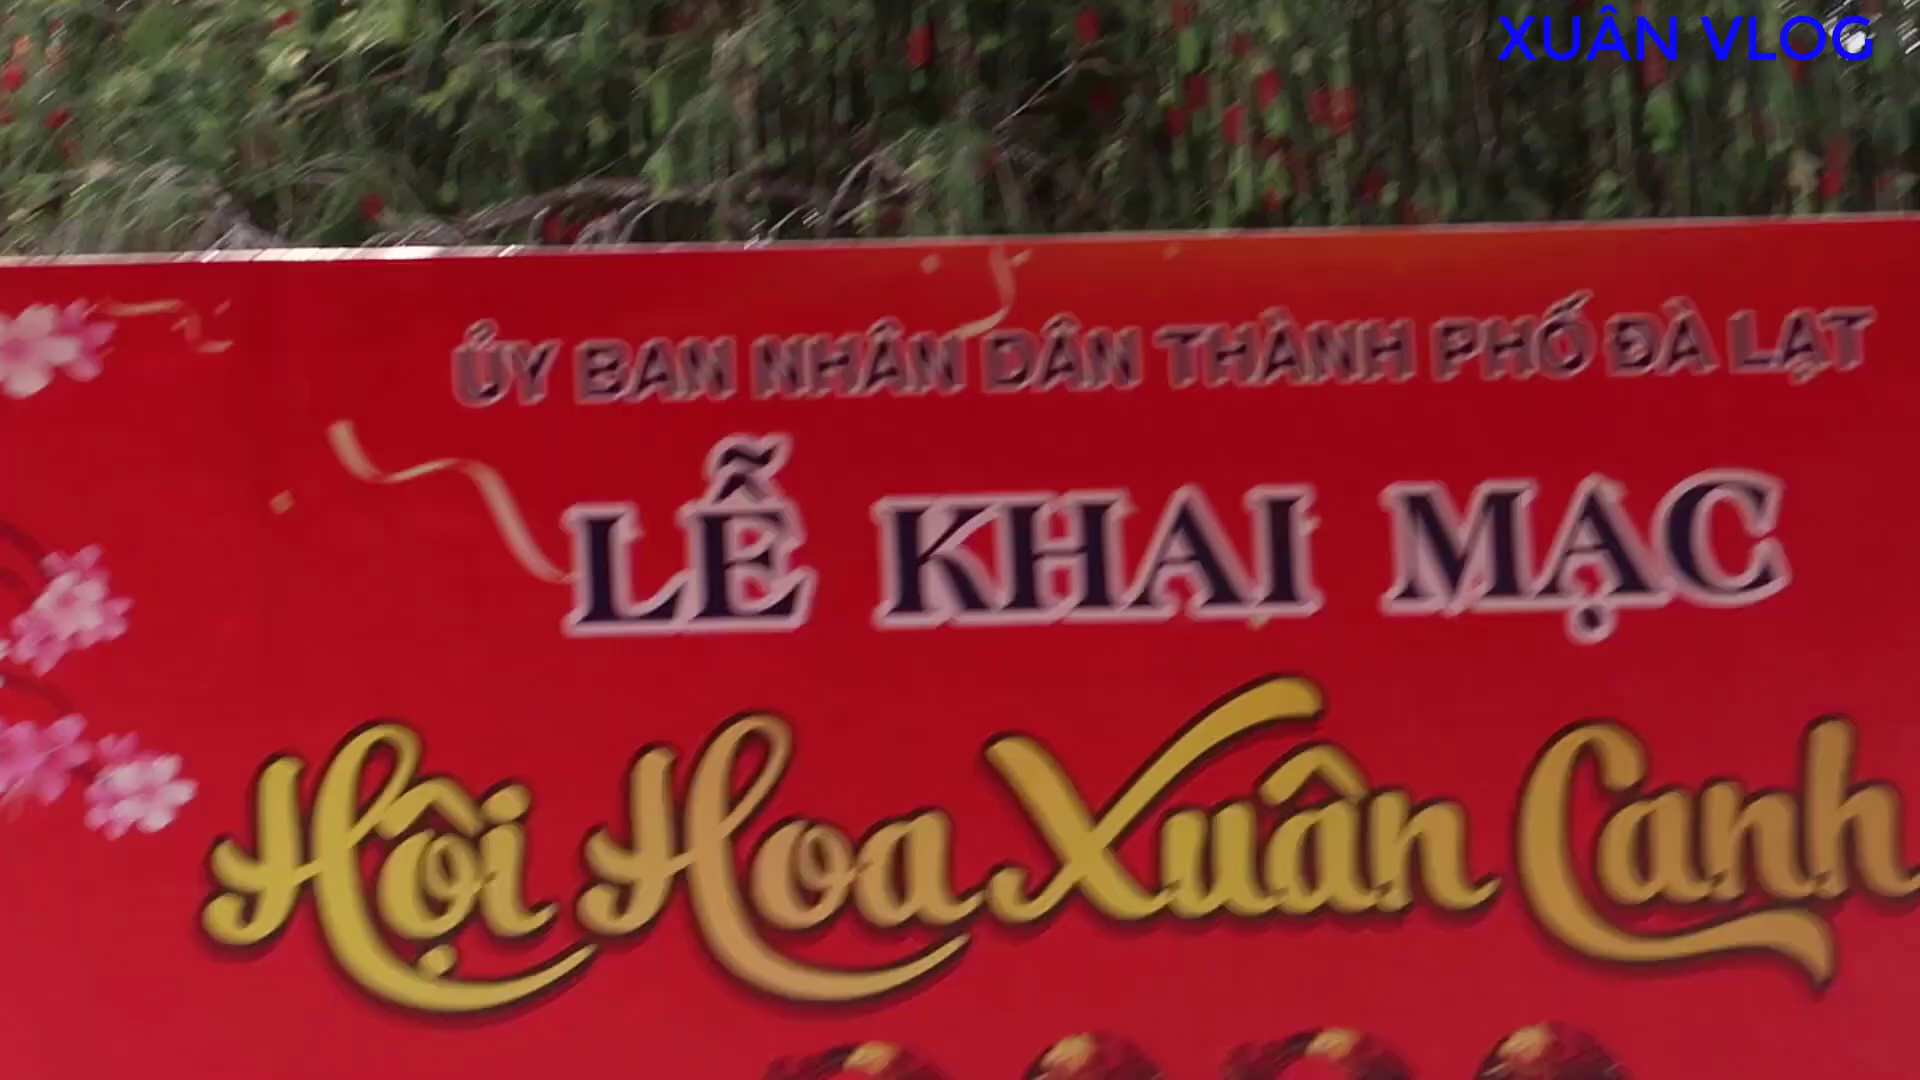 XUÂN VLOG
ỦY BAN NHÂN DÂN THÀNH PHỐ ĐÀ LẠT
LỄ KHAI MẠC
Hội Hoa Xuân Canh